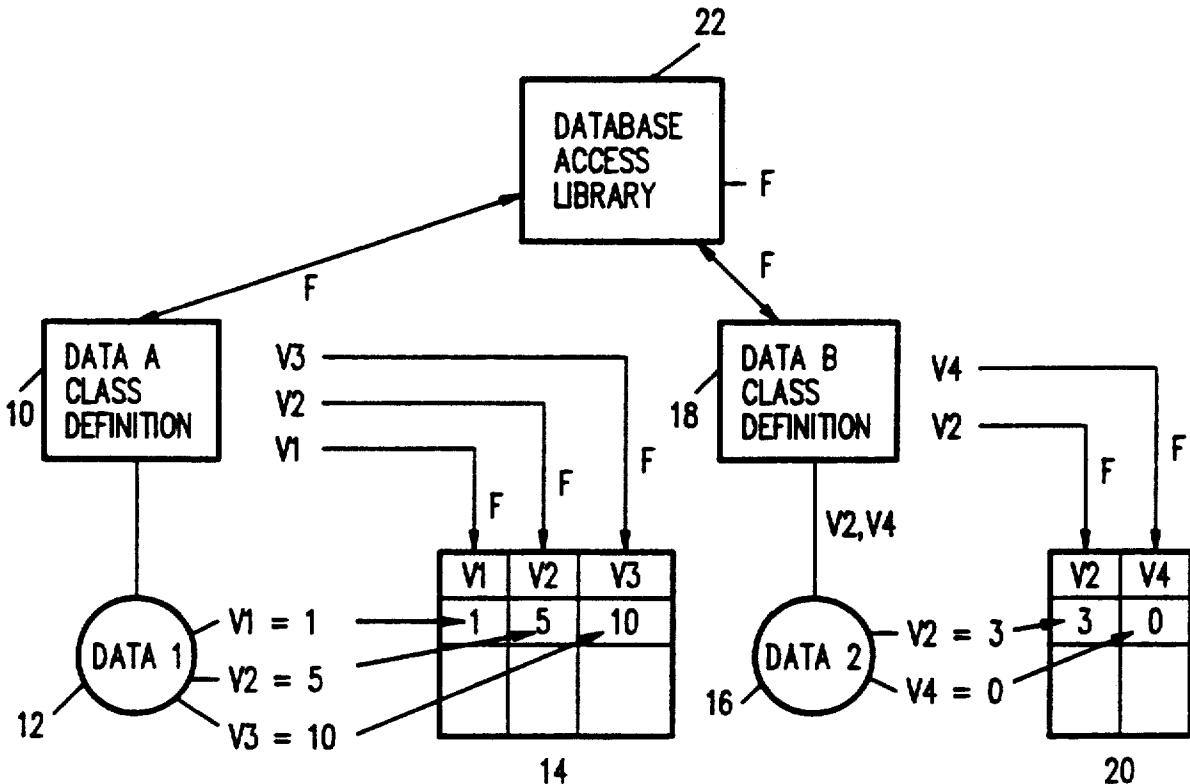 22
DATABASE
ACCESS
LIBRARY
F
F
F
DATA A
CLASS
DEFINITION
10
V3
V2
V1
F
F
F
DATA B
CLASS
DEFINITION
18
V4
V2
F
F
V2,V4
V1 V2 V3
1 5 10
V2 V4
3 0
DATA 1
V1 = 1
V2 = 5
V3 = 10
12
14
DATA 2
V2 = 3
V4 = 0
16
20